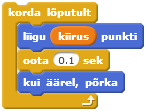 korda lõputult
liigu kiirus punkti
oota 0.1 sek
kui äärel, põrka